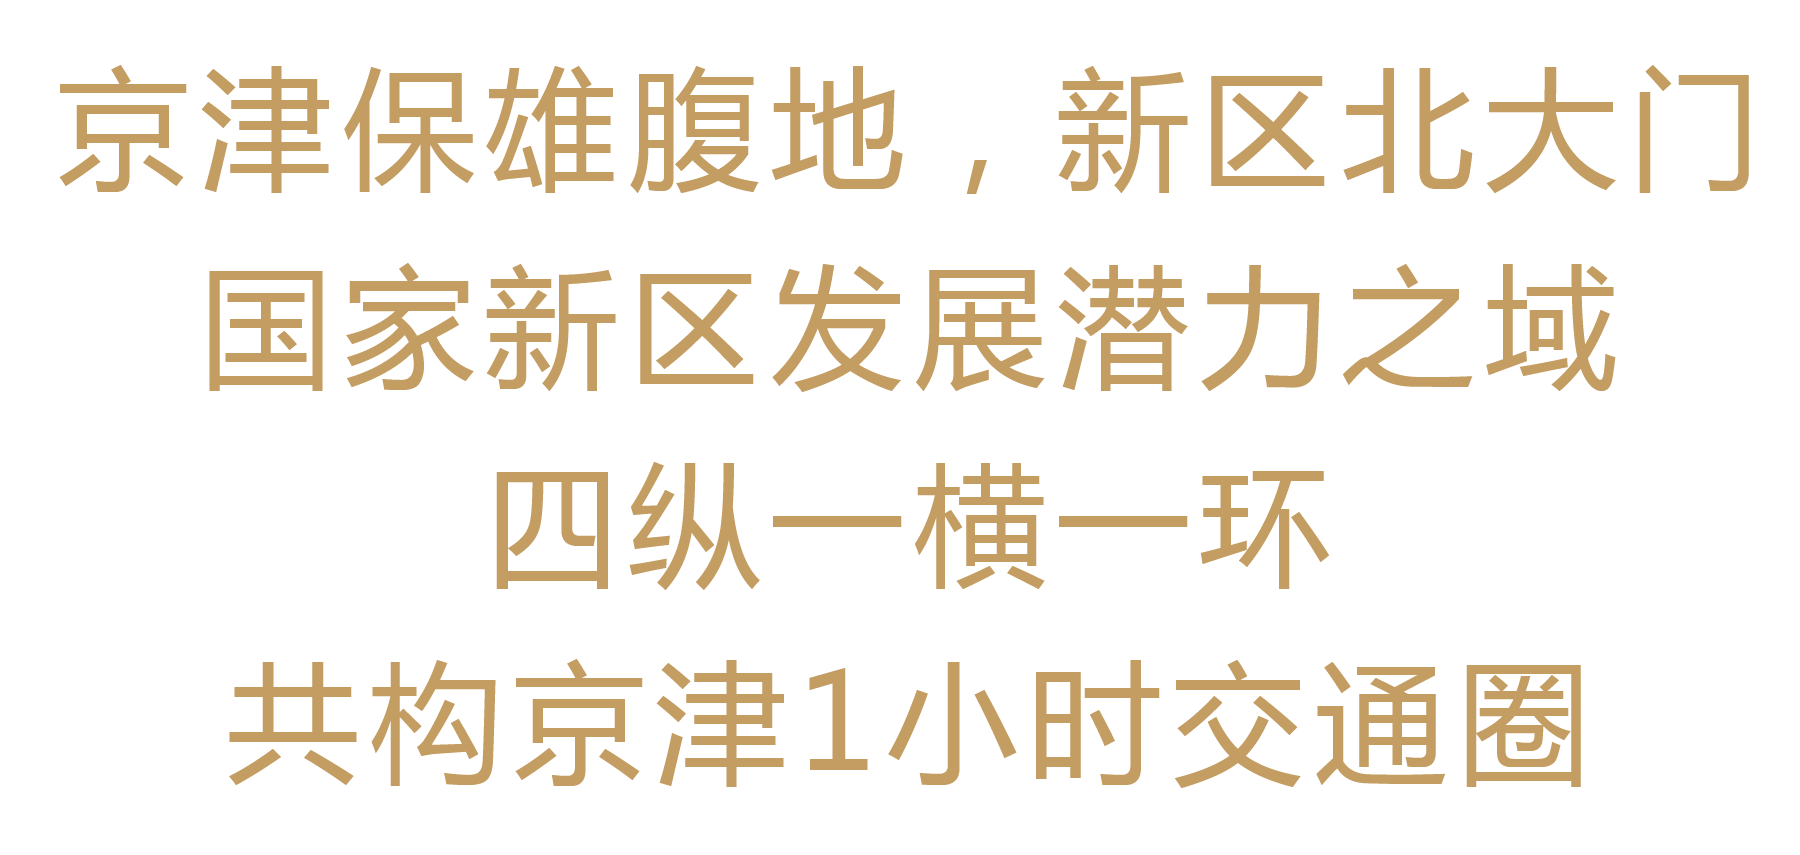 京津保雄腹地，新区北大门
国家新区发展潜力之域
四纵一横一环
共构京津1小时交通圈